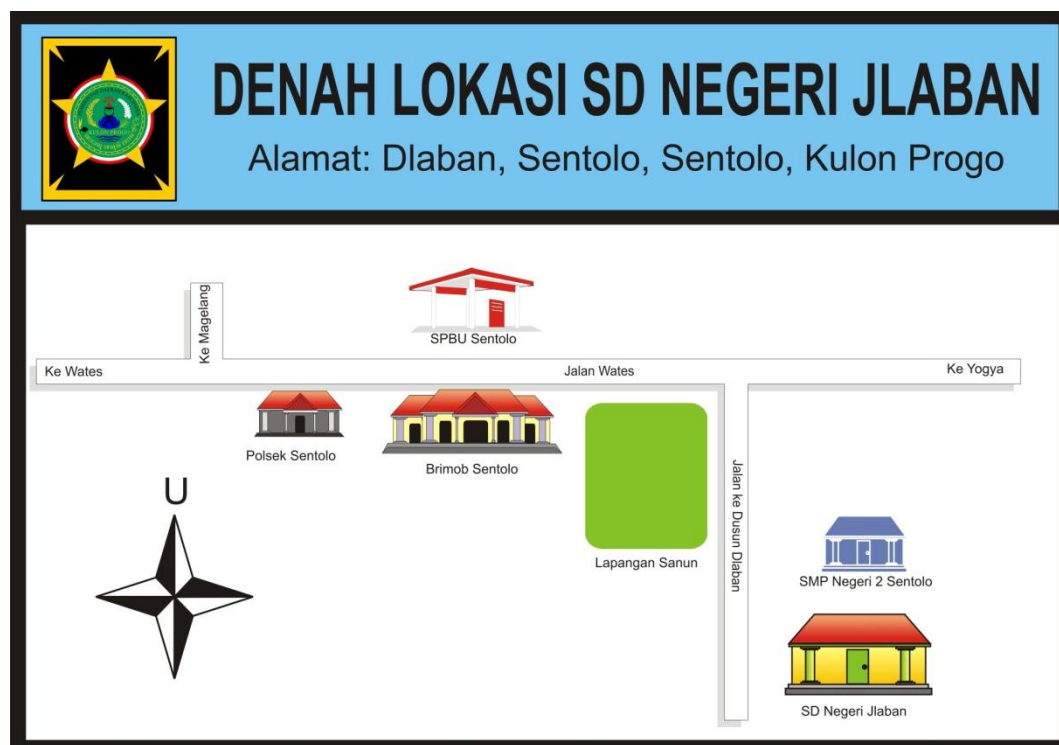 DENAH LOKASI SD NEGERI JLABAN
Alamat: Dlaban, Sentolo, Sentolo, Kulon Progo
KULON PROGO
Ke Magelang
SPBU Sentolo
Ke Wates
Jalan Wates
Ke Yogya
Polsek Sentolo
Brimob Sentolo
Lapangan Sanun
Jalan ke Dusun Dlaban
U
SMP Negeri 2 Sentolo
SD Negeri Jlaban